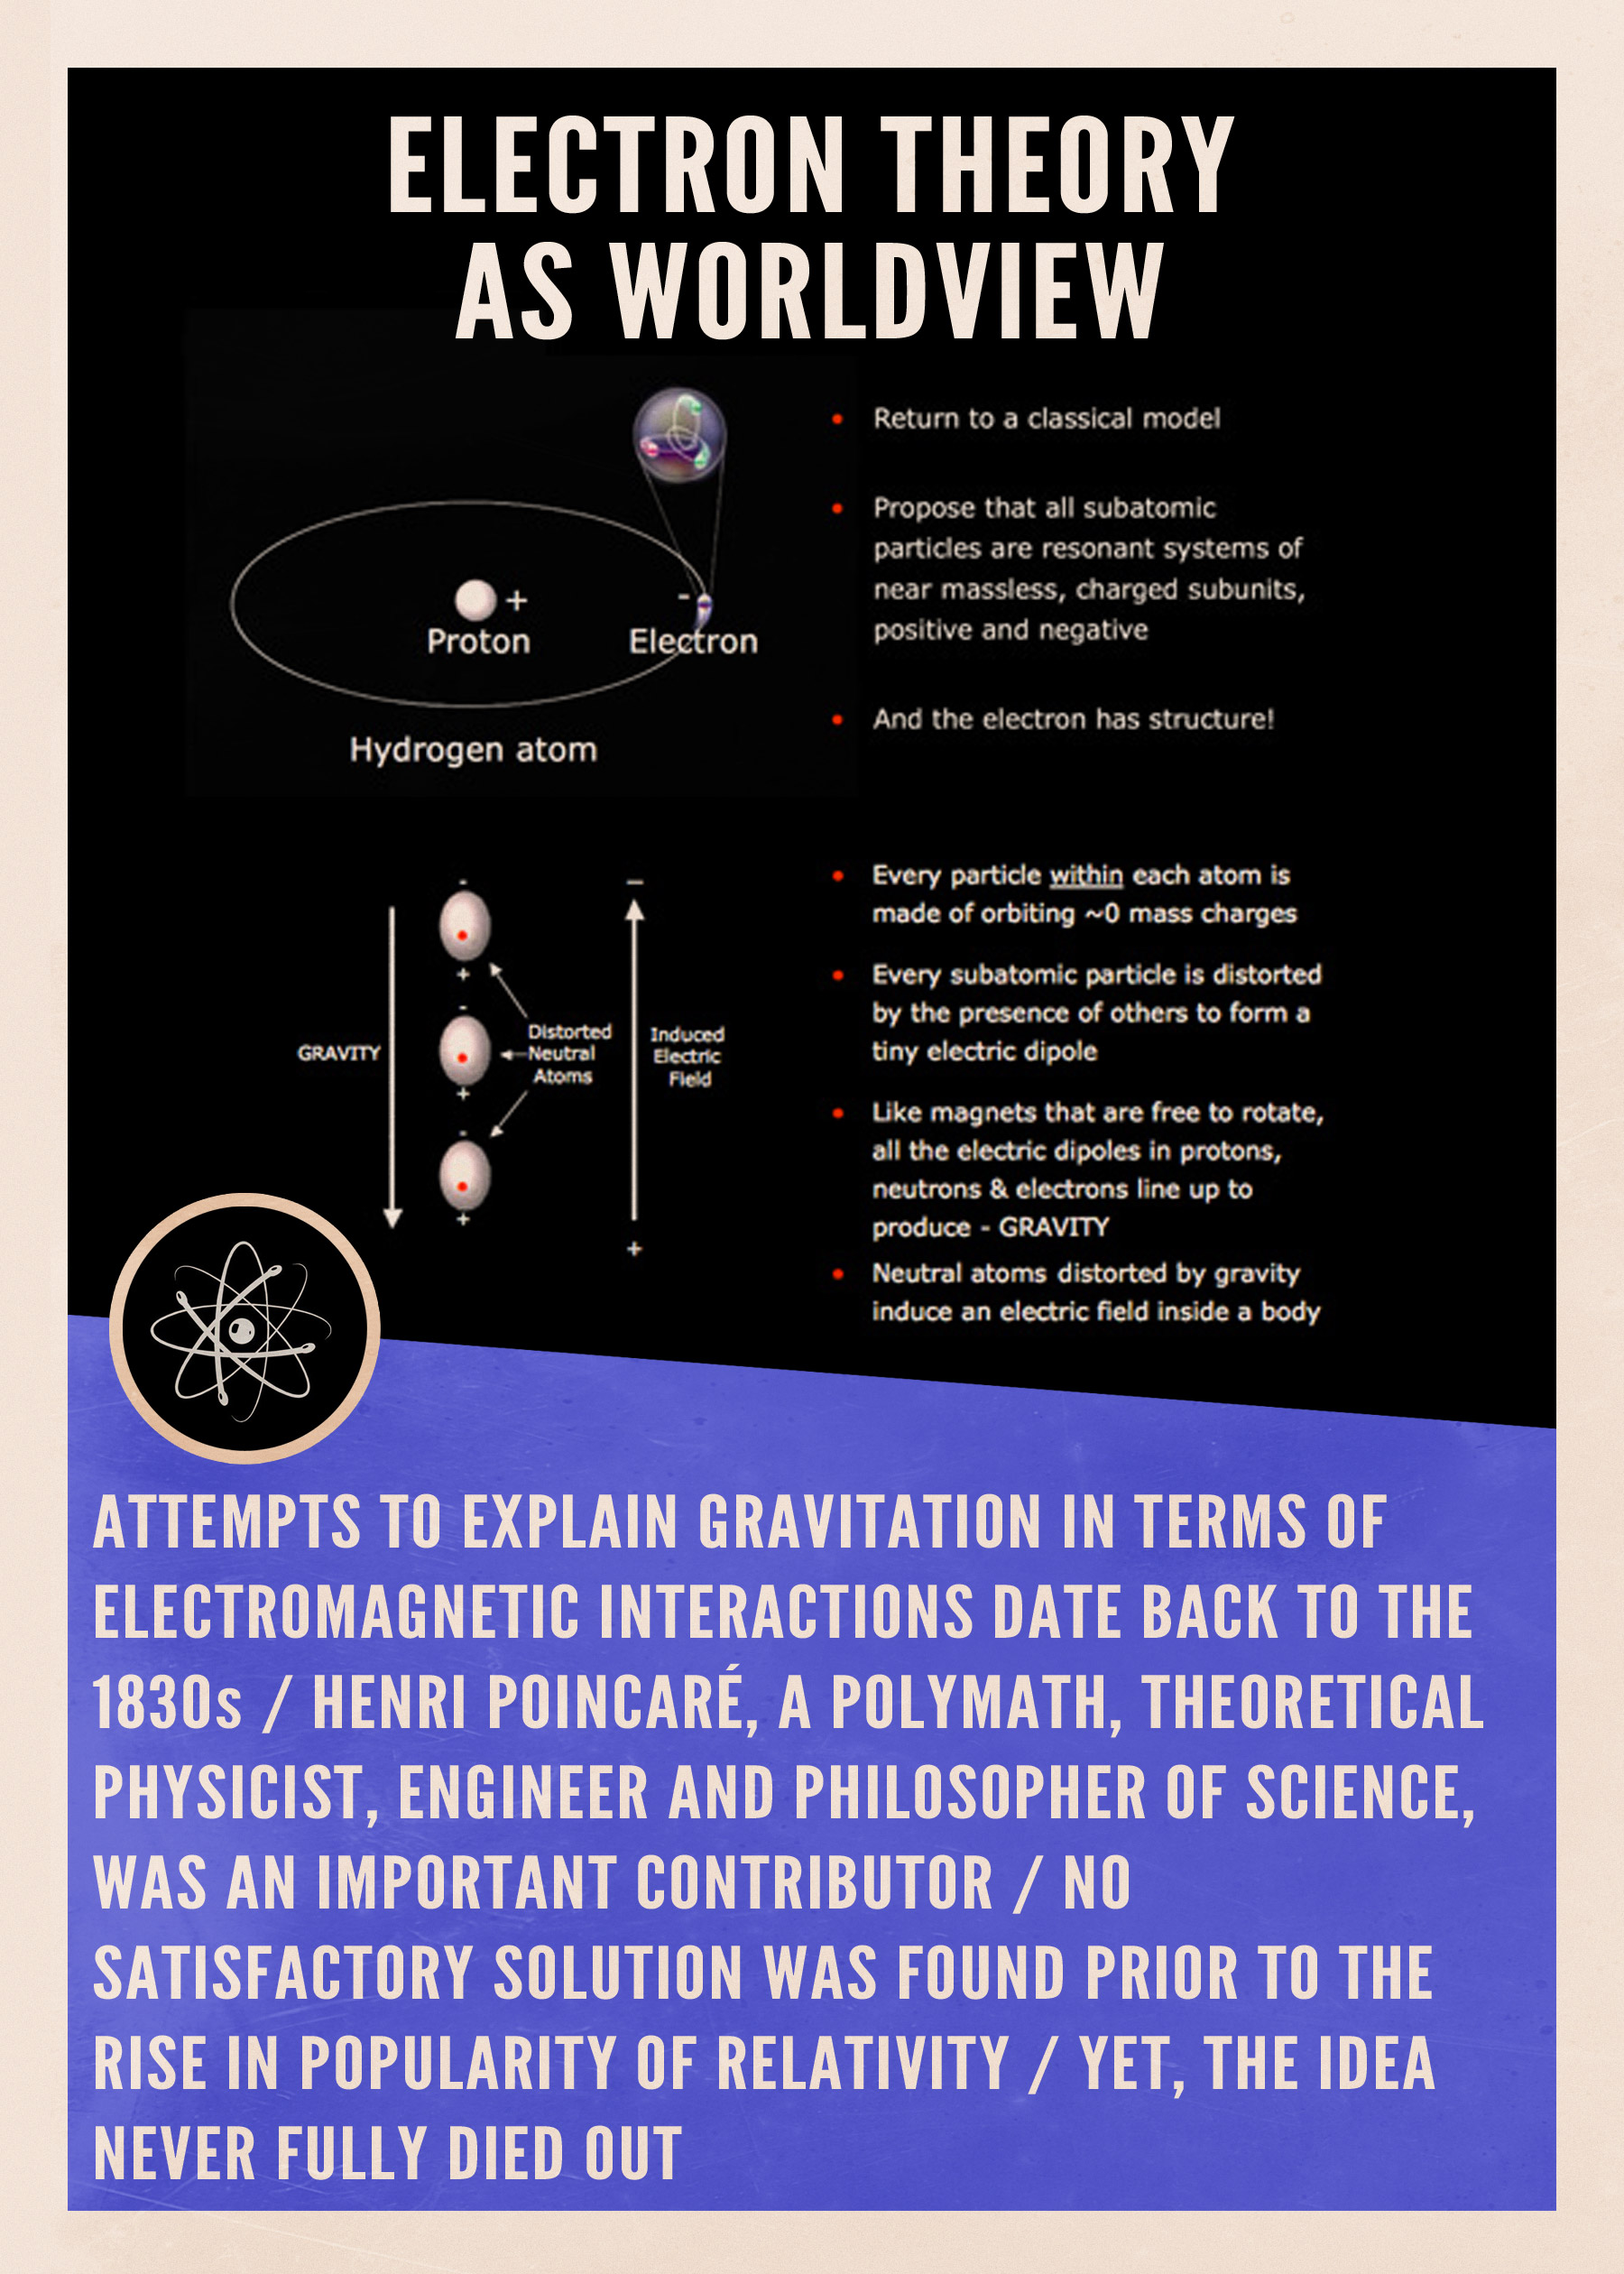 ELECTRON THEORY
AS WORLDVIEW
+
Proton
-
Electron
Hydrogen atom
• Return to a classical model
• Propose that all subatomic
particles are resonant systems of
near massless, charged subunits,
positive and negative
• And the electron has structure!
GRAVITY
-
+
-
+
-
+
Distorted
Neutral
Atoms
–
Induced
Electric
Field
+
• Every particle within each atom is
made of orbiting ~0 mass charges
• Every subatomic particle is distorted
by the presence of others to form a
tiny electric dipole
• Like magnets that are free to rotate,
all the electric dipoles in protons,
neutrons & electrons line up to
produce - GRAVITY
• Neutral atoms distorted by gravity
induce an electric field inside a body
ATTEMPTS TO EXPLAIN GRAVITATION IN TERMS OF
ELECTROMAGNETIC INTERACTIONS DATE BACK TO THE
1830s / HENRI POINCARÉ, A POLYMATH, THEORETICAL
PHYSICIST, ENGINEER AND PHILOSOPHER OF SCIENCE,
WAS AN IMPORTANT CONTRIBUTOR / NO
SATISFACTORY SOLUTION WAS FOUND PRIOR TO THE
RISE IN POPULARITY OF RELATIVITY / YET, THE IDEA
NEVER FULLY DIED OUT